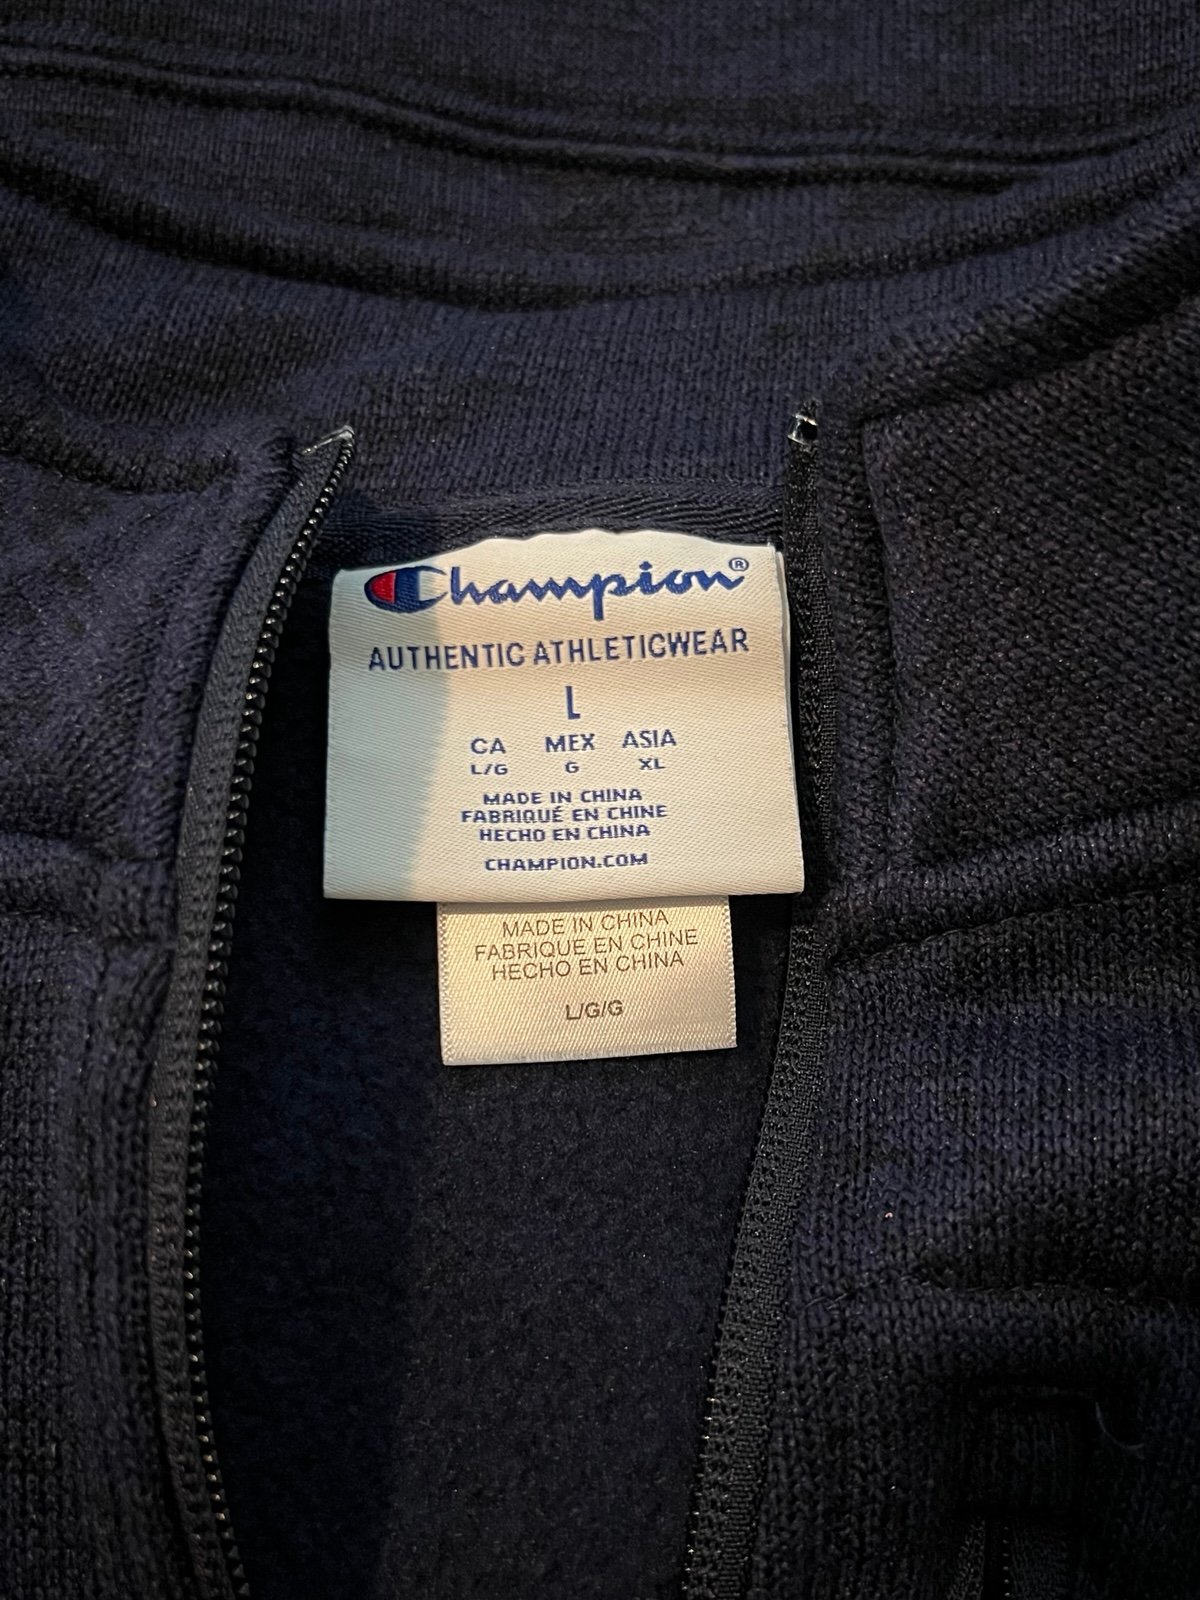 Champion®
AUTHENTIC ATHLETICWEAR
L
CA MEX ASIA
L/G G XL
MADE IN CHINA
FABRIQUÉ EN CHINE
HECHO EN CHINA
CHAMPION.COM
MADE IN CHINA
FABRIQUE EN CHINE
HECHO EN CHINA
L/G/G